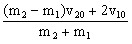 (m₂ − m₁)v₂₀ + 2v₁₀
m₂ + m₁